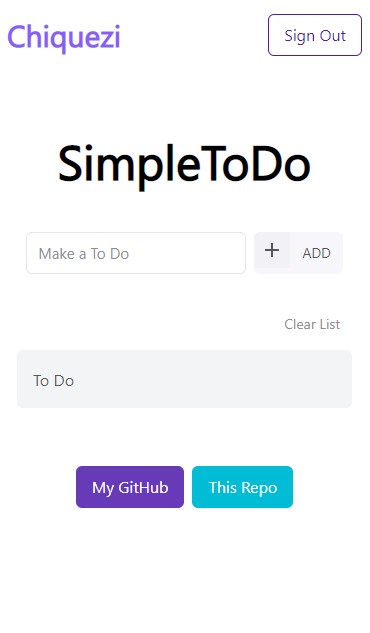 Chiquezi
Sign Out
SimpleToDo
Make a To Do
+ ADD
Clear List
To Do
My GitHub
This Repo